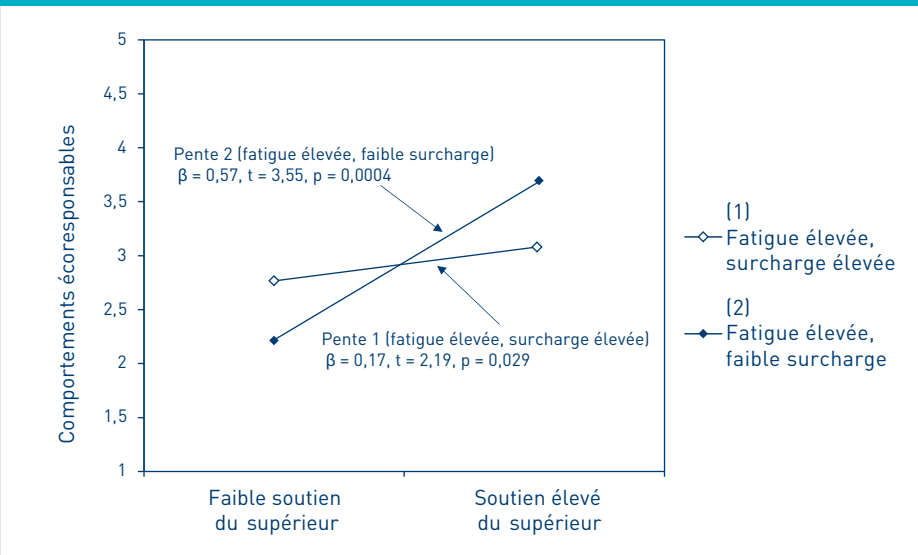 Comportements écoresponsables
5
4,5
4
3,5
3
2,5
2
1,5
1
Pente 2 (fatigue élevée, faible surcharge)
β = 0,57, t = 3,55, p = 0,0004
Pente 1 (fatigue élevée, surcharge élevée)
β = 0,17, t = 2,19, p = 0,029
Faible soutien
du supérieur
Soutien élevé
du supérieur
(1)
Fatigue élevée,
surcharge élevée
(2)
Fatigue élevée,
faible surcharge